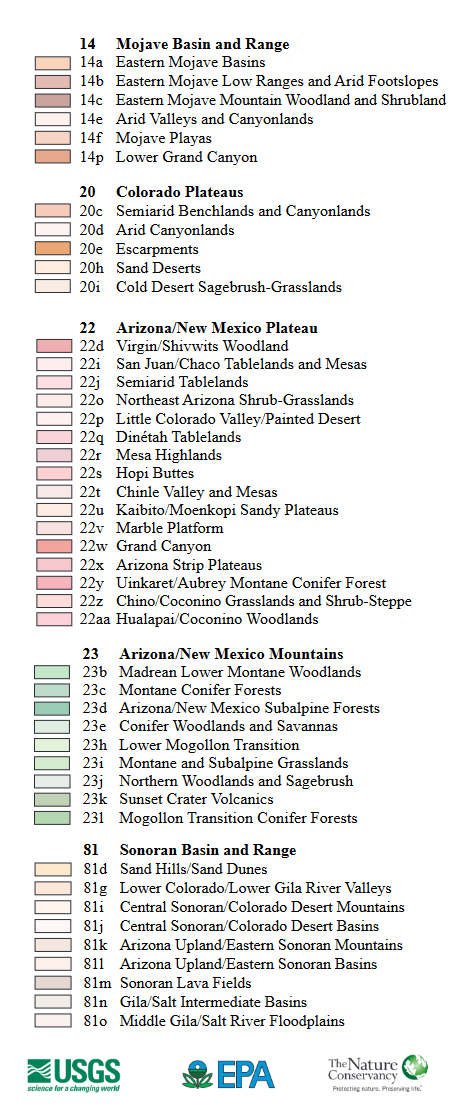 14 Mojave Basin and Range
14a Eastern Mojave Basins
14b Eastern Mojave Low Ranges and Arid Footslopes
14c Eastern Mojave Mountain Woodland and Shrubland
14e Arid Valleys and Canyonlands
14f Mojave Playas
14p Lower Grand Canyon
20 Colorado Plateaus
20c Semiarid Benchlands and Canyonlands
20d Arid Canyonlands
20e Escarpments
20h Sand Deserts
20i Cold Desert Sagebrush-Grasslands
22 Arizona/New Mexico Plateau
22d Virgin/Shivwits Woodland
22i San Juan/Chaco Tablelands and Mesas
22j Semiarid Tablelands
22o Northeast Arizona Shrub-Grasslands
22p Little Colorado Valley/Painted Desert
22q Dinétah Tablelands
22r Mesa Highlands
22s Hopi Buttes
22t Chinle Valley and Mesas
22u Kaibito/Moenkopi Sandy Plateaus
22v Marble Platform
22w Grand Canyon
22x Arizona Strip Plateaus
22y Uinkaret/Aubrey Montane Conifer Forest
22z Chino/Coconino Grasslands and Shrub-Steppe
22aa Hualapai/Coconino Woodlands
23 Arizona/New Mexico Mountains
23b Madrean Lower Montane Woodlands
23c Montane Conifer Forests
23d Arizona/New Mexico Subalpine Forests
23e Conifer Woodlands and Savannas
23h Lower Mogollon Transition
23i Montane and Subalpine Grasslands
23j Northern Woodlands and Sagebrush
23k Sunset Crater Volcanics
23l Mogollon Transition Conifer Forests
81 Sonoran Basin and Range
81d Sand Hills/Sand Dunes
81g Lower Colorado/Lower Gila River Valleys
81i Central Sonoran/Colorado Desert Mountains
81j Central Sonoran/Colorado Desert Basins
81k Arizona Upland/Eastern Sonoran Mountains
81l Arizona Upland/Eastern Sonoran Basins
81m Sonoran Lava Fields
81n Gila/Salt Intermediate Basins
81o Middle Gila/Salt River Floodplains
USGS
science for a changing world
EPA
The Nature
Conservancy
Protecting nature. Preserving life.